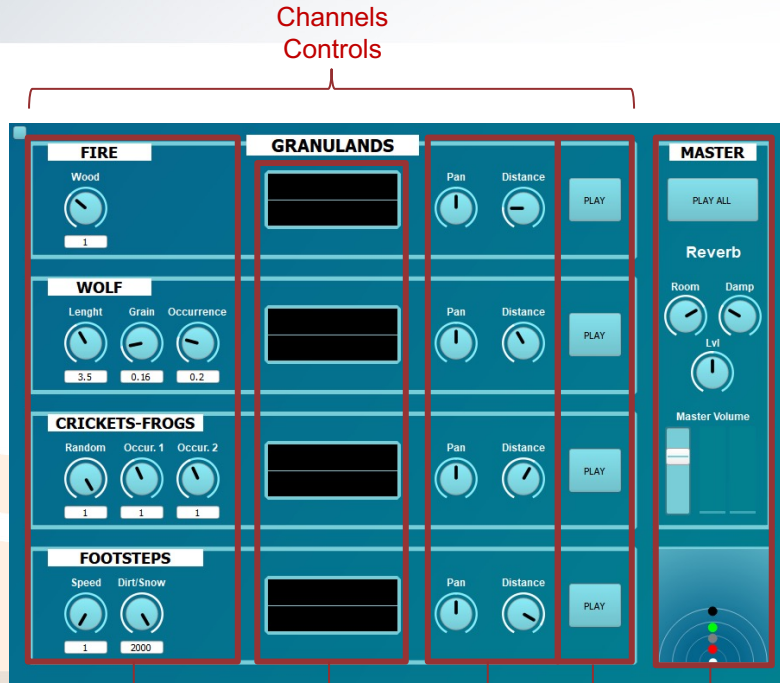 Channels
Controls
GRANULANDS
FIRE
Wood
1
Pan Distance
PLAY
WOLF
Lenght Grain Occurrence
3.5 0.16 0.2
Pan Distance
PLAY
CRICKETS-FROGS
Random Occur. 1 Occur. 2
1 1 1
Pan Distance
PLAY
FOOTSTEPS
Speed Dirt/Snow
1 2000
Pan Distance
PLAY
MASTER
PLAY ALL
Reverb
Room Damp
Lvl
Master Volume